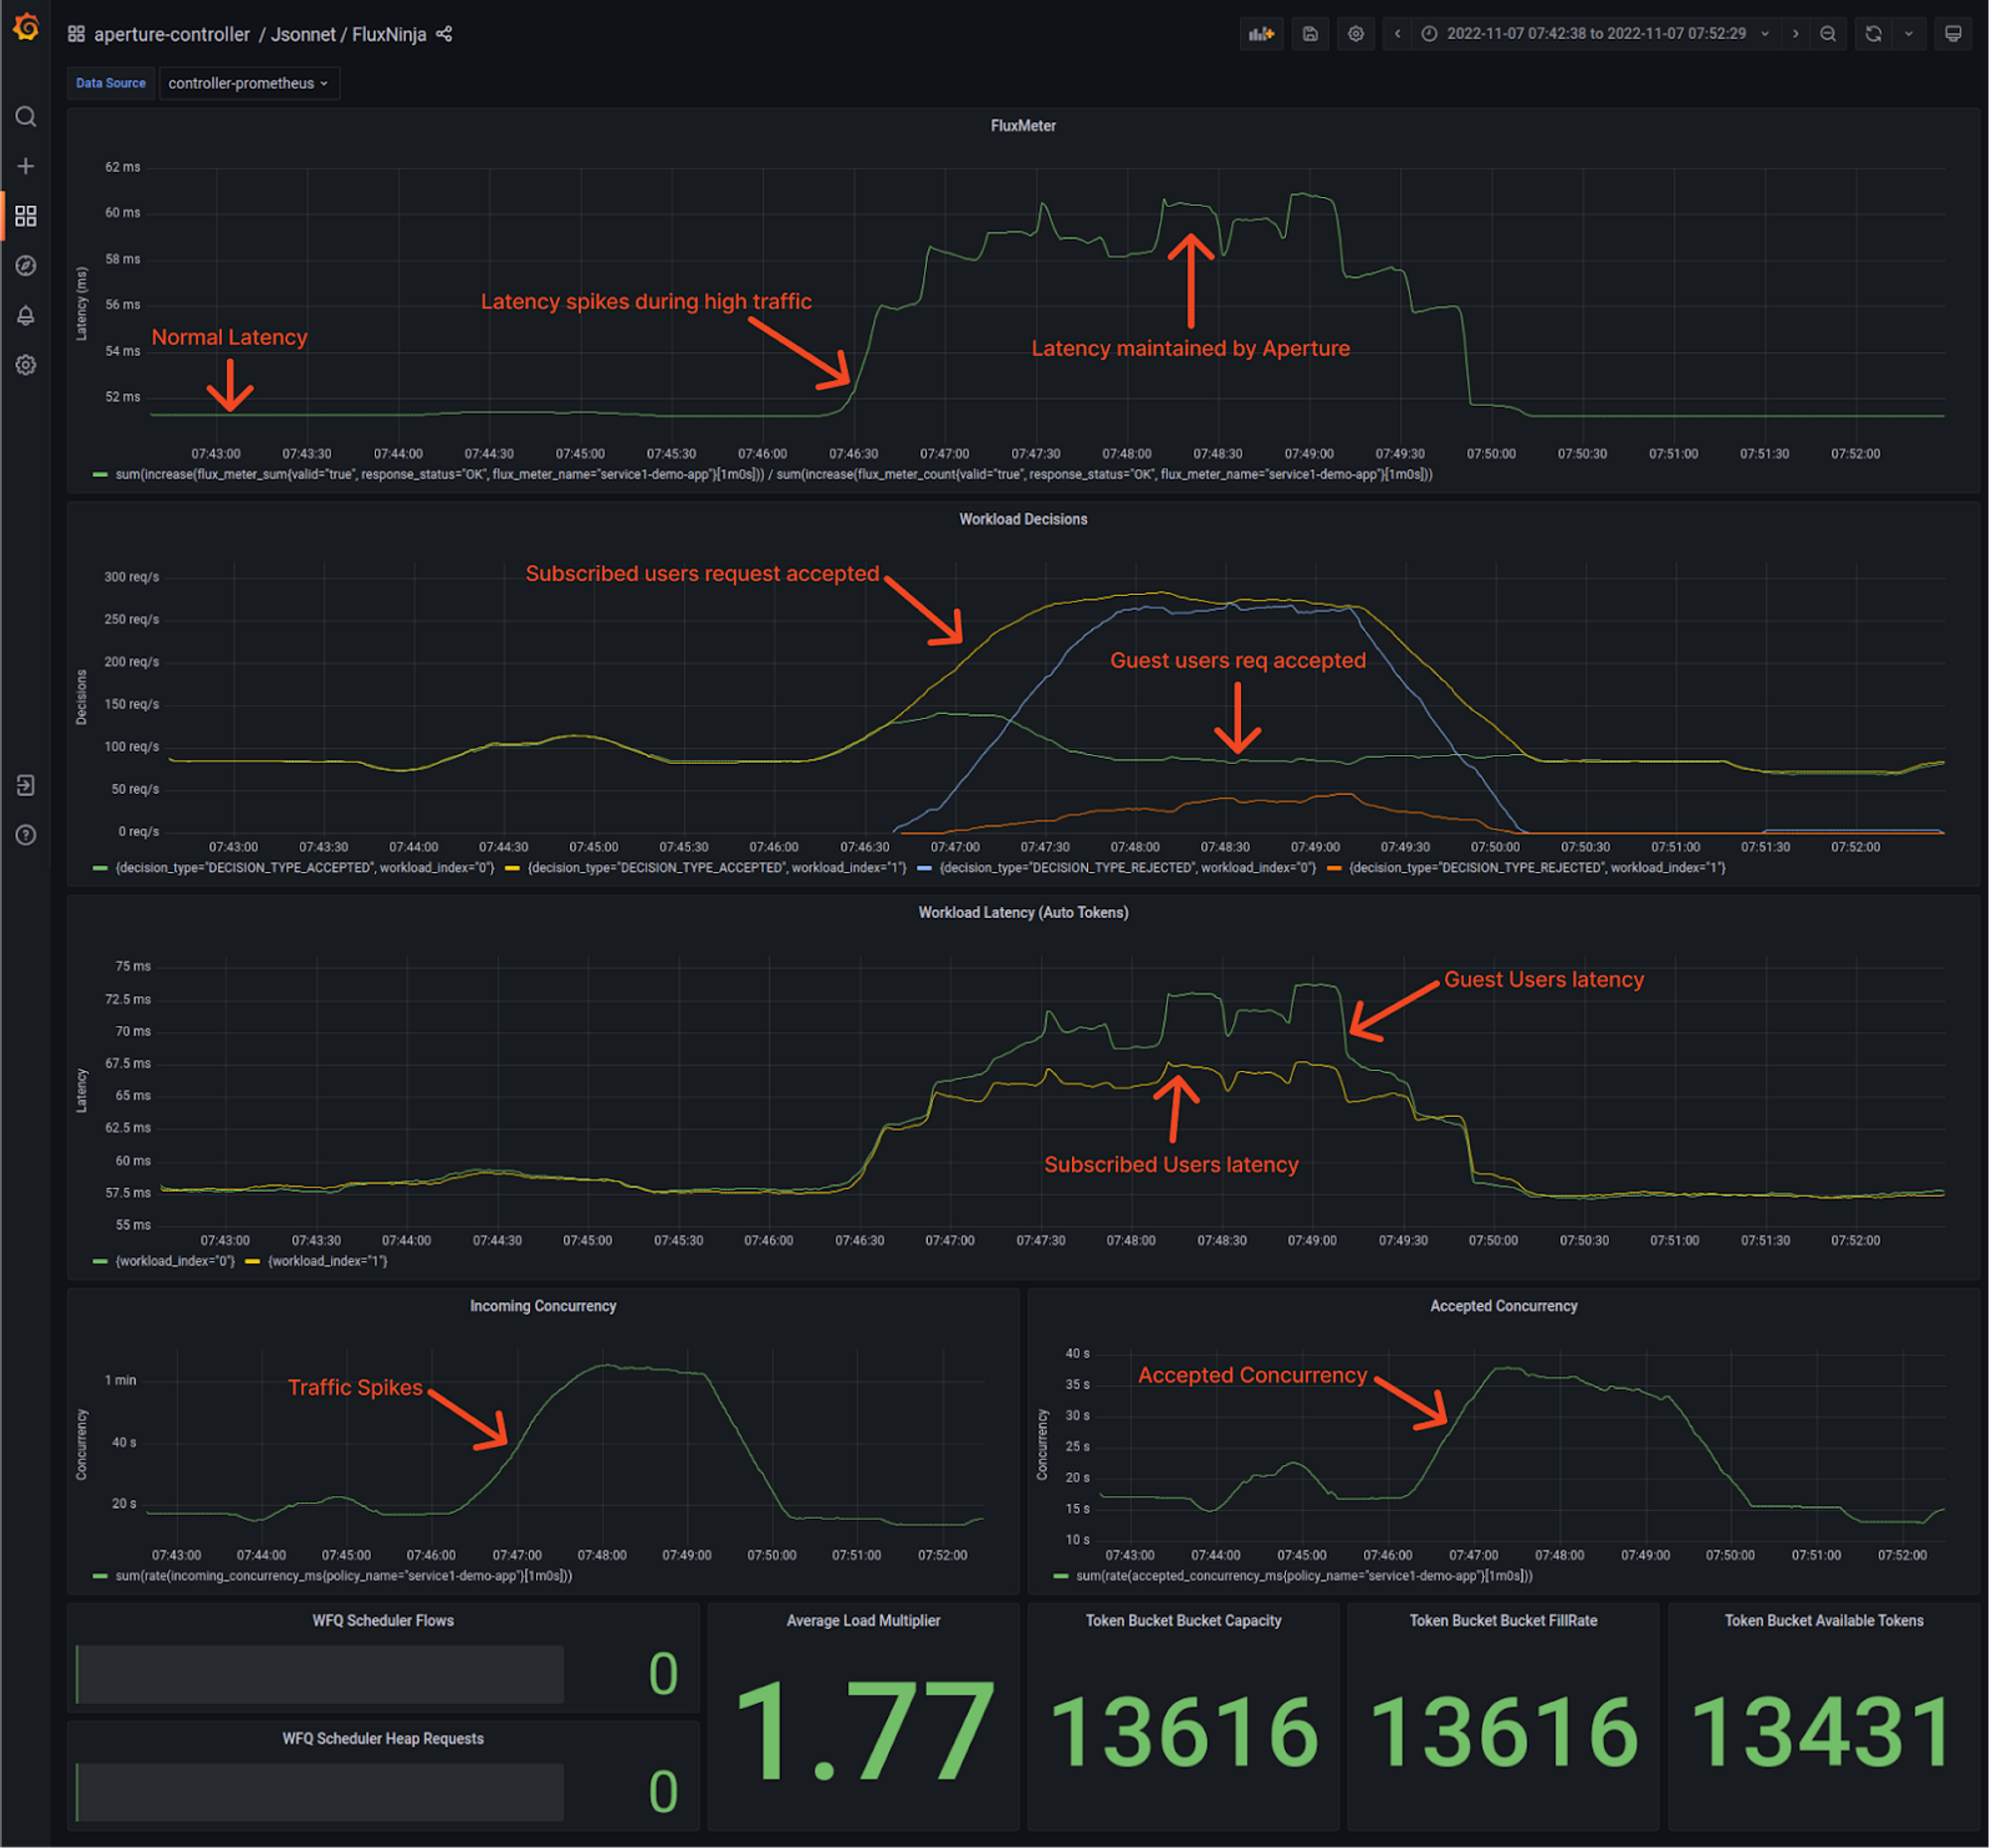 aperture-controller / Jsonnet / FluxNinja
2022-11-07 07:42:38 to 2022-11-07 07:52:29
Data Source controller-prometheus
FluxMeter
62 ms
60 ms
58 ms
56 ms
54 ms
52 ms
Latency (ms)
Normal Latency
Latency spikes during high traffic
Latency maintained by Aperture
07:43:00 07:43:30 07:44:00 07:44:30 07:45:00 07:45:30 07:46:00 07:46:30 07:47:00 07:47:30 07:48:00 07:48:30 07:49:00 07:49:30 07:50:00 07:50:30 07:51:00 07:51:30 07:52:00
sum(increase(flux_meter_sum{valid="true", response_status="OK", flux_meter_name="service1-demo-app"}[1m0s])) / sum(increase(flux_meter_count{valid="true", response_status="OK", flux_meter_name="service1-demo-app"}[1m0s]))
Workload Decisions
300 req/s
250 req/s
200 req/s
150 req/s
100 req/s
50 req/s
0 req/s
Decisions
Subscribed users request accepted
Guest users req accepted
07:43:00 07:43:30 07:44:00 07:44:30 07:45:00 07:45:30 07:46:00 07:46:30 07:47:00 07:47:30 07:48:00 07:48:30 07:49:00 07:49:30 07:50:00 07:50:30 07:51:00 07:51:30 07:52:00
{decision_type="DECISION_TYPE_ACCEPTED", workload_index="0"} {decision_type="DECISION_TYPE_ACCEPTED", workload_index="1"} {decision_type="DECISION_TYPE_REJECTED", workload_index="0"} {decision_type="DECISION_TYPE_REJECTED", workload_index="1"}
Workload Latency (Auto Tokens)
75 ms
72.5 ms
70 ms
67.5 ms
65 ms
62.5 ms
60 ms
57.5 ms
55 ms
Latency
Guest Users latency
Subscribed Users latency
07:43:00 07:43:30 07:44:00 07:44:30 07:45:00 07:45:30 07:46:00 07:46:30 07:47:00 07:47:30 07:48:00 07:48:30 07:49:00 07:49:30 07:50:00 07:50:30 07:51:00 07:51:30 07:52:00
{workload_index="0"} {workload_index="1"}
Incoming Concurrency
1 min
40 s
20 s
Concurrency
Traffic Spikes
07:43:00 07:44:00 07:45:00 07:46:00 07:47:00 07:48:00 07:49:00 07:50:00 07:51:00 07:52:00
sum(rate(incoming_concurrency_ms{policy_name="service1-demo-app"}[1m0s]))
Accepted Concurrency
40 s
35 s
30 s
25 s
20 s
15 s
10 s
Concurrency
Accepted Concurrency
07:43:00 07:44:00 07:45:00 07:46:00 07:47:00 07:48:00 07:49:00 07:50:00 07:51:00 07:52:00
sum(rate(accepted_concurrency_ms{policy_name="service1-demo-app"}[1m0s]))
WFQ Scheduler Flows
0
WFQ Scheduler Heap Requests
0
Average Load Multiplier
1.77
Token Bucket Bucket Capacity
13616
Token Bucket Bucket FillRate
13616
Token Bucket Available Tokens
13431